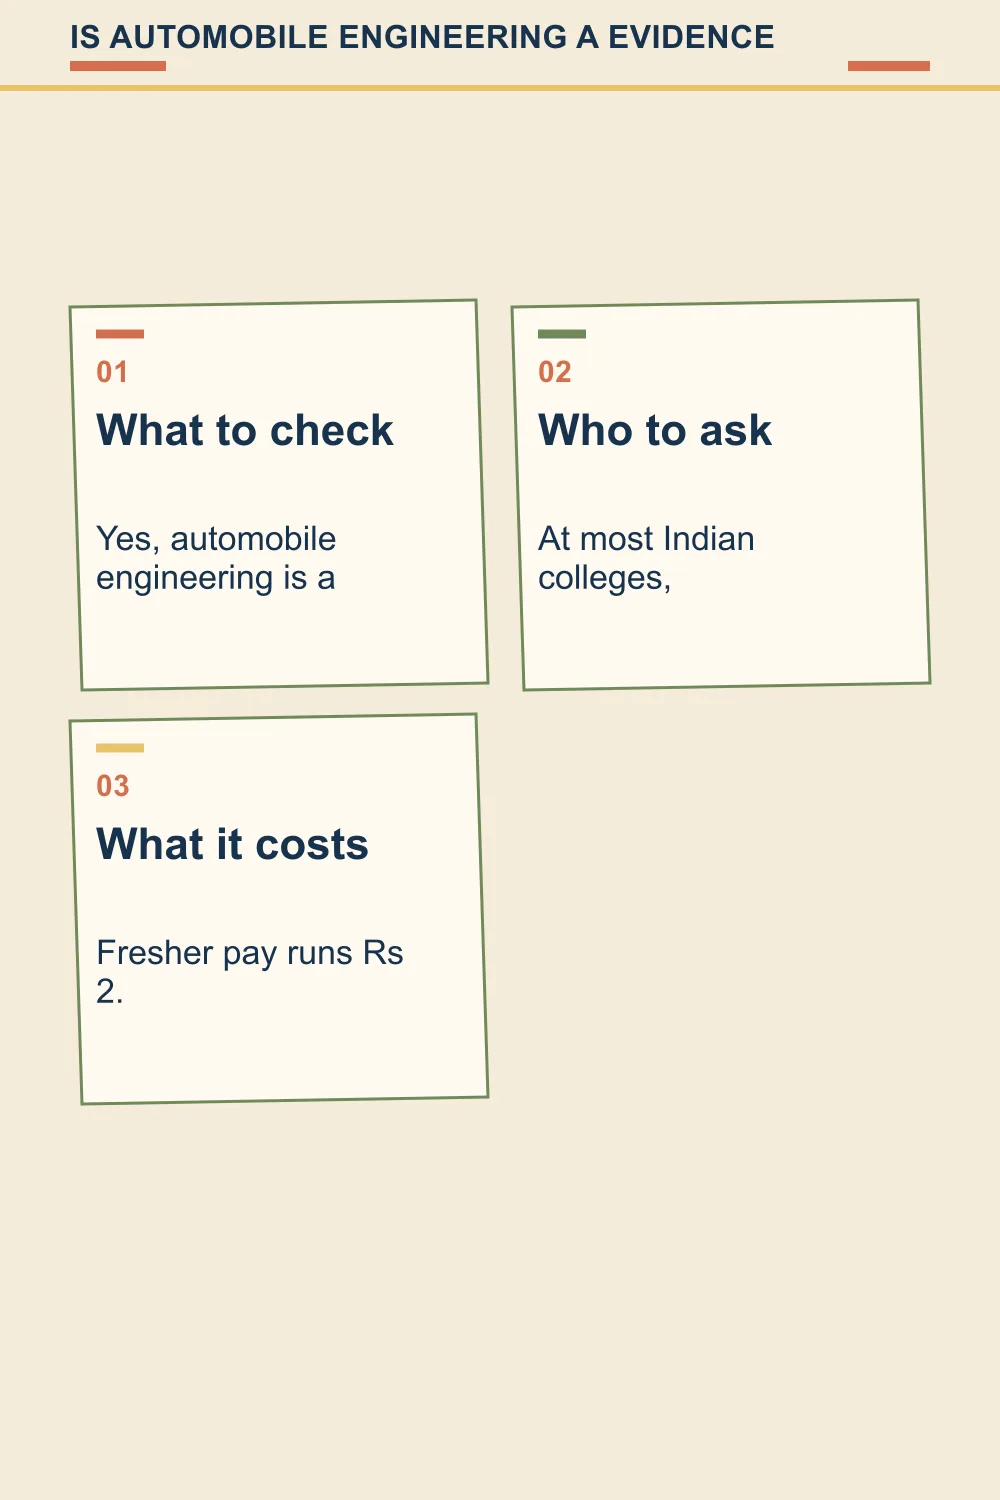 IS AUTOMOBILE ENGINEERING A EVIDENCE
01
What to check
Yes, automobile
engineering is a
02
Who to ask
At most Indian
colleges,
03
What it costs
Fresher pay runs Rs
2.